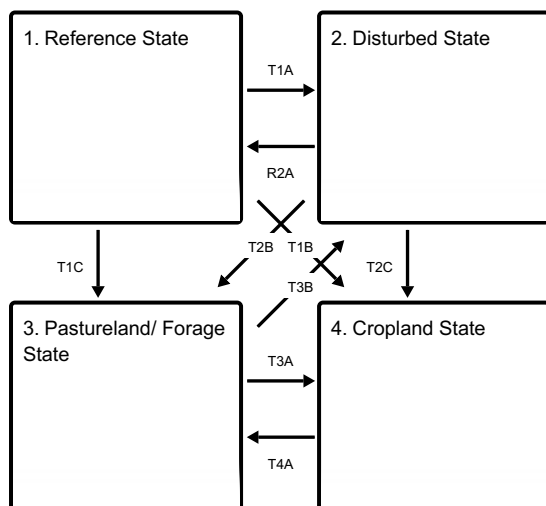 1. Reference State
2. Disturbed State
T1A
R2A
T1C
T2B
T1B
T2C
T3B
3. Pastureland/ Forage
State
4. Cropland State
T3A
T4A